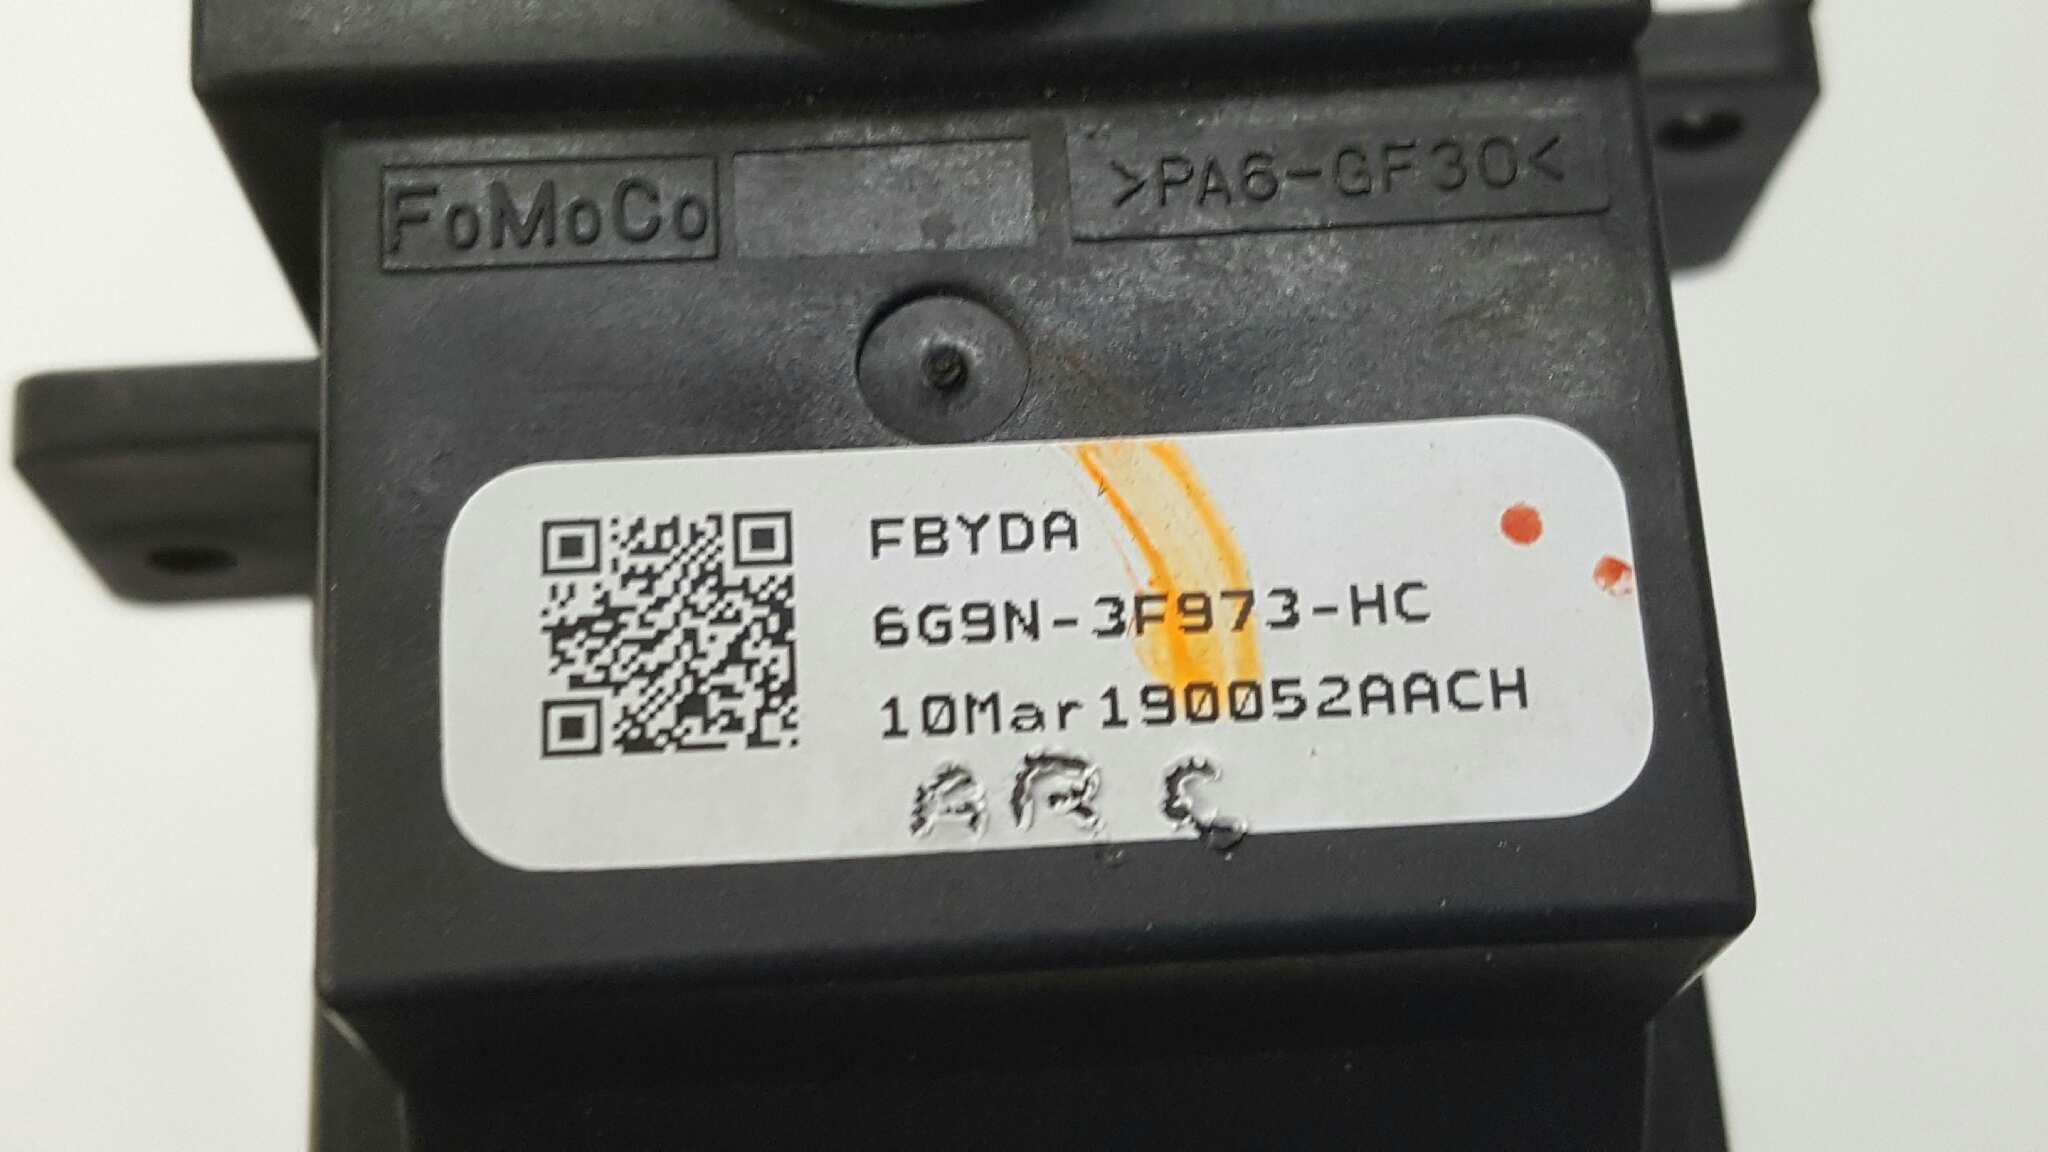 FoMoCo >PA6-GF30<
FBYDA
6G9N-3F973-HC
10Mar190052AACH
ARC